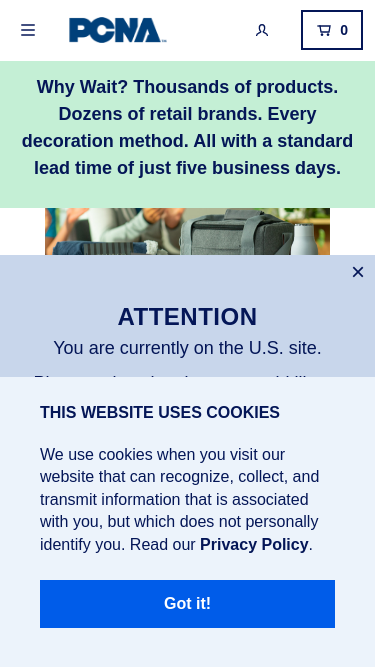 PCNA
0
Why Wait? Thousands of products.
Dozens of retail brands. Every
decoration method. All with a standard
lead time of just five business days.
ATTENTION
You are currently on the U.S. site.
THIS WEBSITE USES COOKIES
We use cookies when you visit our
website that can recognize, collect, and
transmit information that is associated
with you, but which does not personally
identify you. Read our Privacy Policy.
Got it!